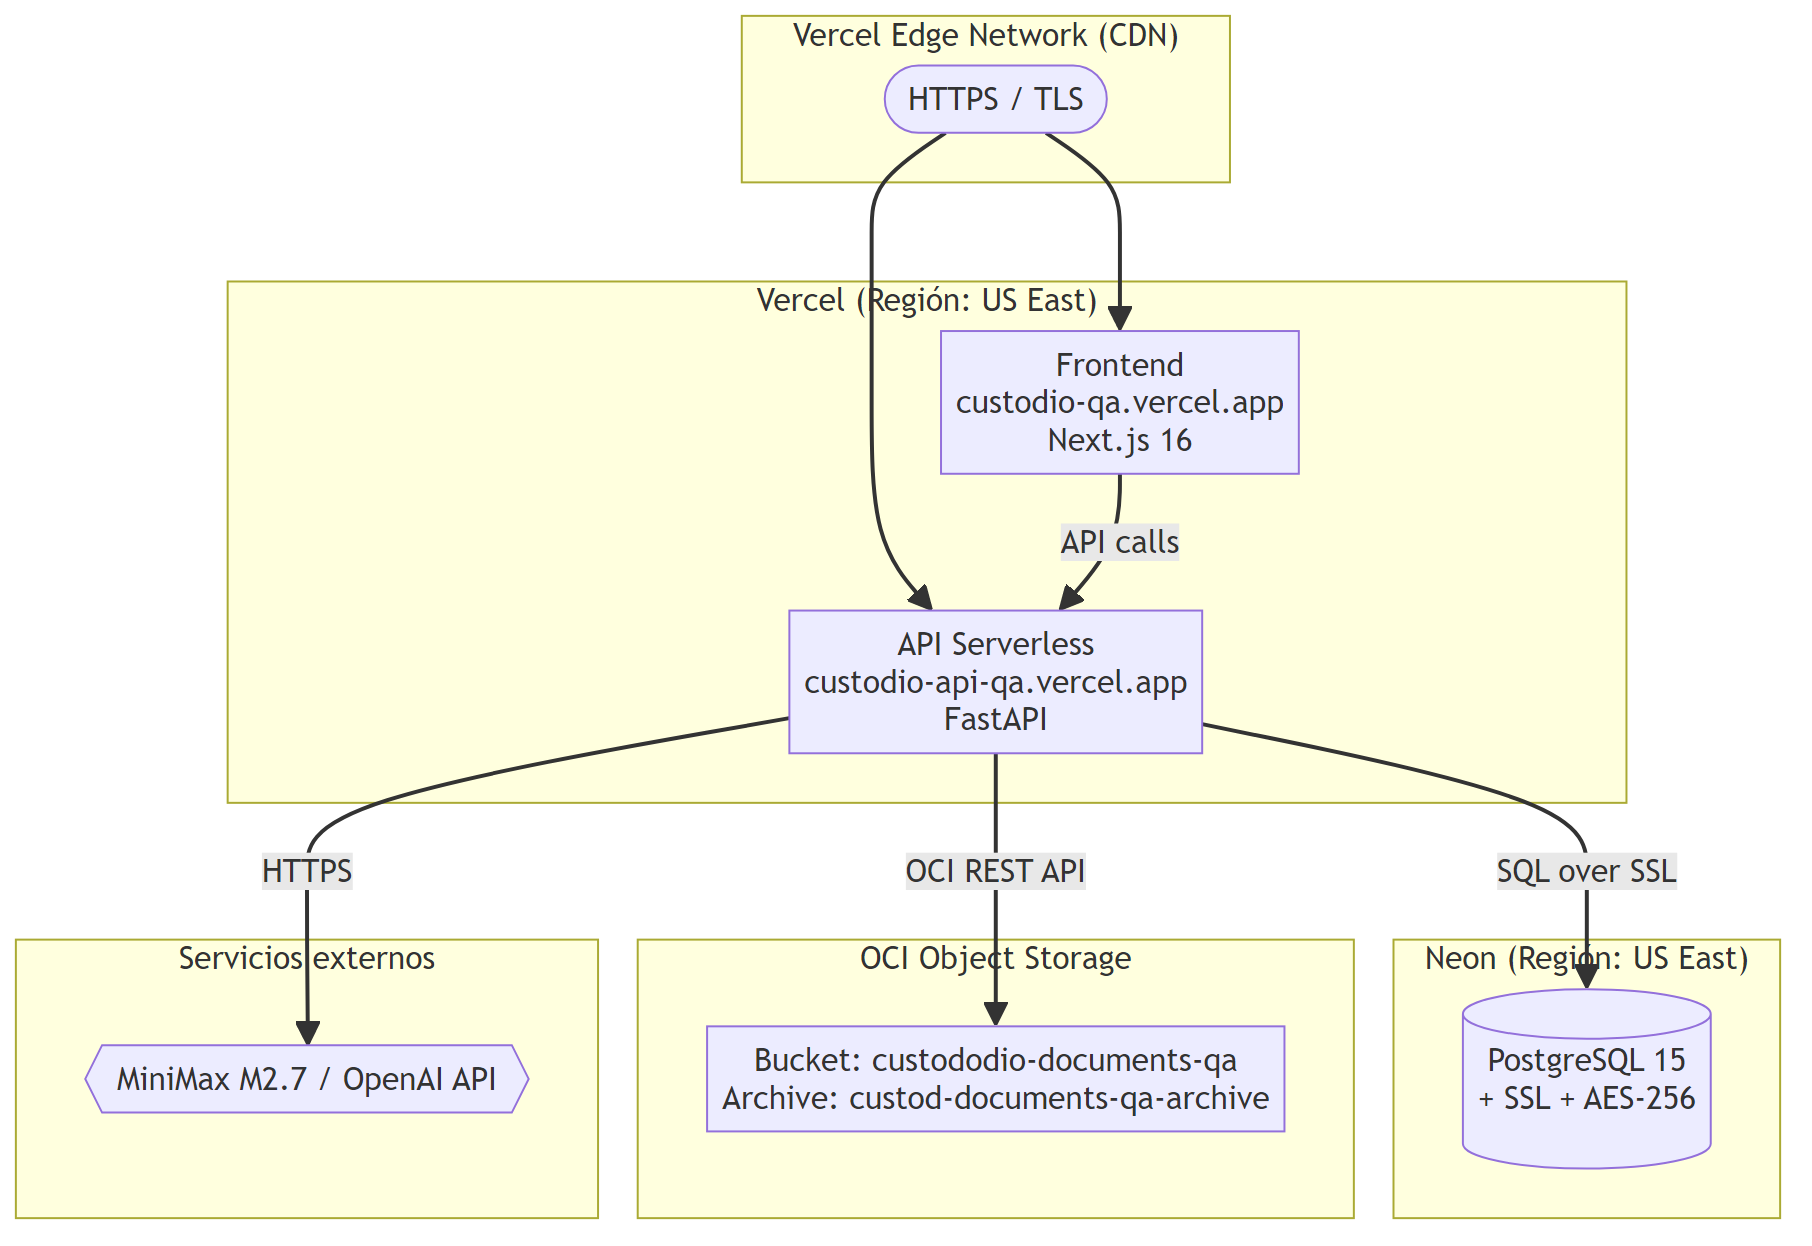 Vercel Edge Network (CDN)
HTTPS / TLS
Vercel (Región: US East)
Frontend
custodio-qa.vercel.app
Next.js 16
API calls
API Serverless
custodio-api-qa.vercel.app
FastAPI
HTTPS
OCI REST API
SQL over SSL
Servicios externos
MiniMax M2.7 / OpenAI API
OCI Object Storage
Bucket: custododio-documents-qa
Archive: custod-documents-qa-archive
Neon (Región: US East)
PostgreSQL 15
+ SSL + AES-256